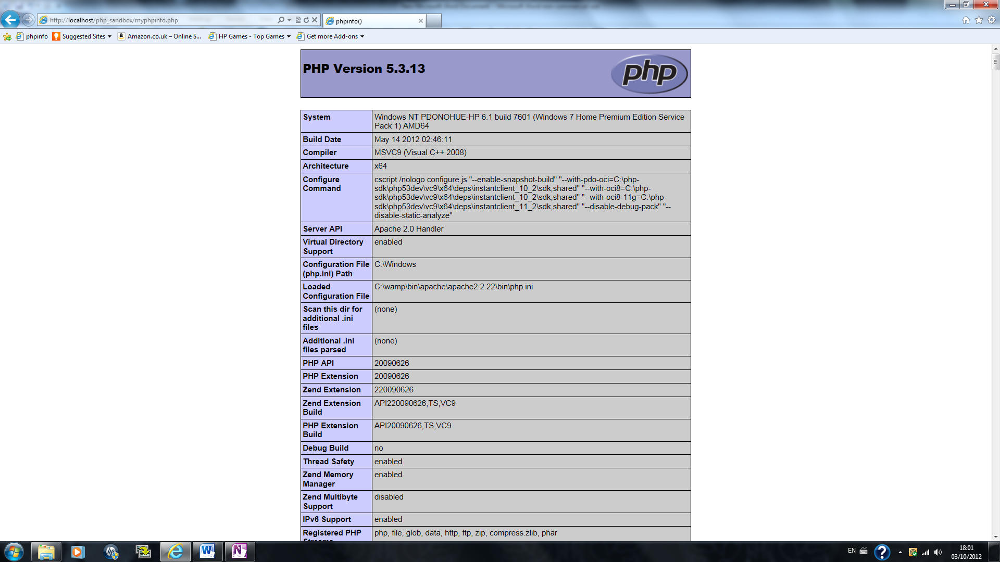 http://localhost/php_sandbox/myphpinfo.php
phpinfo()
phpinfo
Suggested Sites
Amazon.co.uk – Online S...
HP Games - Top Games
Get more Add-ons
PHP Version 5.3.13
php
System
Windows NT PDONOHUE-HP 6.1 build 7601 (Windows 7 Home Premium Edition Service
Pack 1) AMD64
Build Date
May 14 2012 02:46:11
Compiler
MSVC9 (Visual C++ 2008)
Architecture
x64
Configure
Command
cscript /nologo configure.js "--enable-snapshot-build" "--with-pdo-oci=C:\php-
sdk\php53dev\vc9\x64\deps\instantclient_10_2\sdk,shared" "--with-oci8=C:\php-
sdk\php53dev\vc9\x64\deps\instantclient_10_2\sdk,shared" "--with-oci8-11g=C:\php-
sdk\php53dev\vc9\x64\deps\instantclient_11_2\sdk,shared" "--disable-debug-pack" "--
disable-static-analyze"
Server API
Apache 2.0 Handler
Virtual Directory
Support
enabled
Configuration File
(php.ini) Path
C:\Windows
Loaded
Configuration File
C:\wamp\bin\apache\apache2.2.22\bin\php.ini
Scan this dir for
additional .ini
files
(none)
Additional .ini
files parsed
(none)
PHP API
20090626
PHP Extension
20090626
Zend Extension
220090626
Zend Extension
Build
API220090626,TS,VC9
PHP Extension
Build
API20090626,TS,VC9
Debug Build
no
Thread Safety
enabled
Zend Memory
Manager
enabled
Zend Multibyte
Support
disabled
IPv6 Support
enabled
Registered PHP
Streams
php, file, glob, data, http, ftp, zip, compress.zlib, phar
EN
18:01
03/10/2012